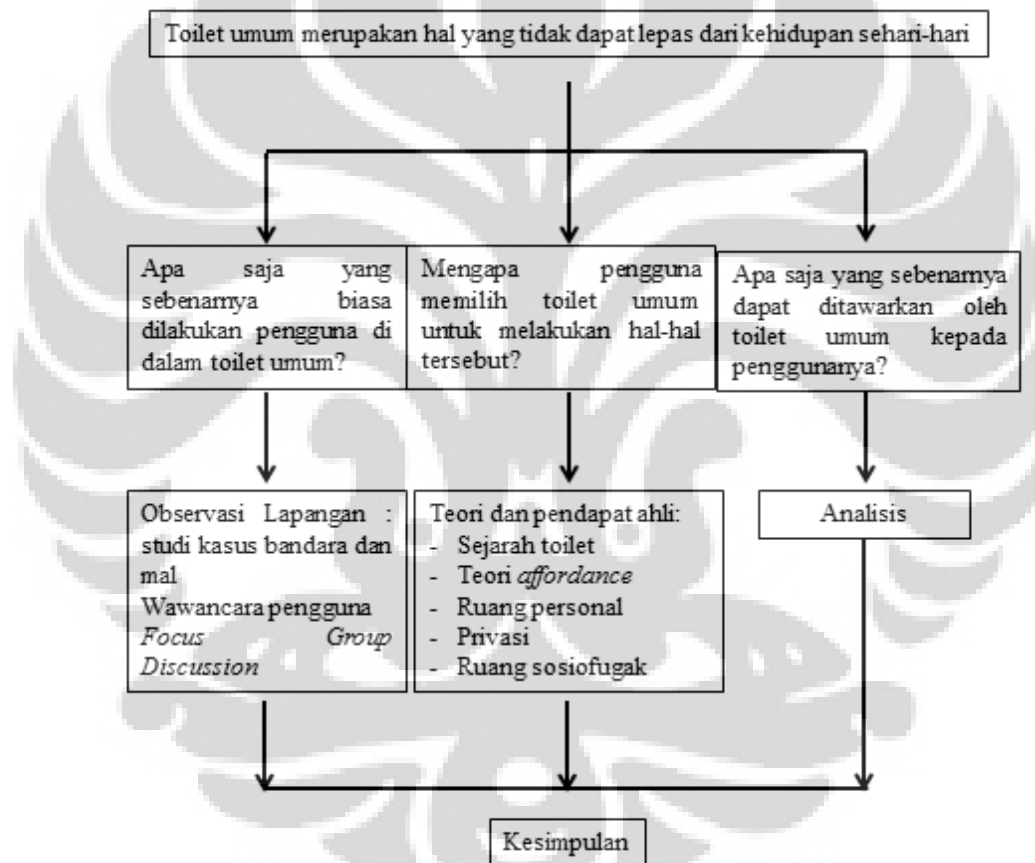 Toilet umum merupakan hal yang tidak dapat lepas dari kehidupan sehari-hari
Apa saja yang
sebenarnya biasa
dilakukan pengguna di
dalam toilet umum?
Mengapa pengguna
memilih toilet umum
untuk melakukan hal-hal
tersebut?
Apa saja yang sebenarnya
dapat ditawarkan oleh
toilet umum kepada
penggunanya?
Observasi Lapangan :
studi kasus bandara dan
mal
Wawancara pengguna
Focus Group
Discussion
Teori dan pendapat ahli:
- Sejarah toilet
- Teori affordance
- Ruang personal
- Privasi
- Ruang sosiofugak
Analisis
Kesimpulan